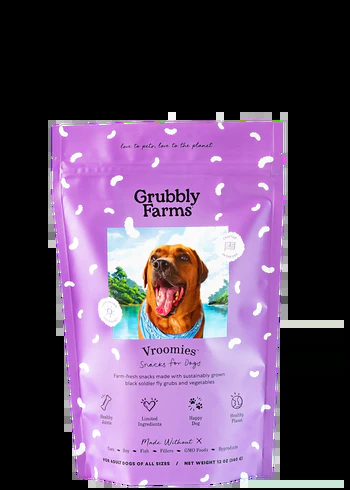 love to pets, love to the planet
Grubbly
Farms
Vroomies
Snacks for Dogs
Farm-fresh snacks made with sustainably grown
black soldier fly grubs and vegetables
Healthy
Joints
Limited
Ingredients
Happy
Dog
Healthy
Planet
Made Without X
Corn - Soy - Fish - Fillers - GMO Foods - Byproducts
FOR ADULT DOGS OF ALL SIZES / NET WEIGHT 12 OZ (340 G)